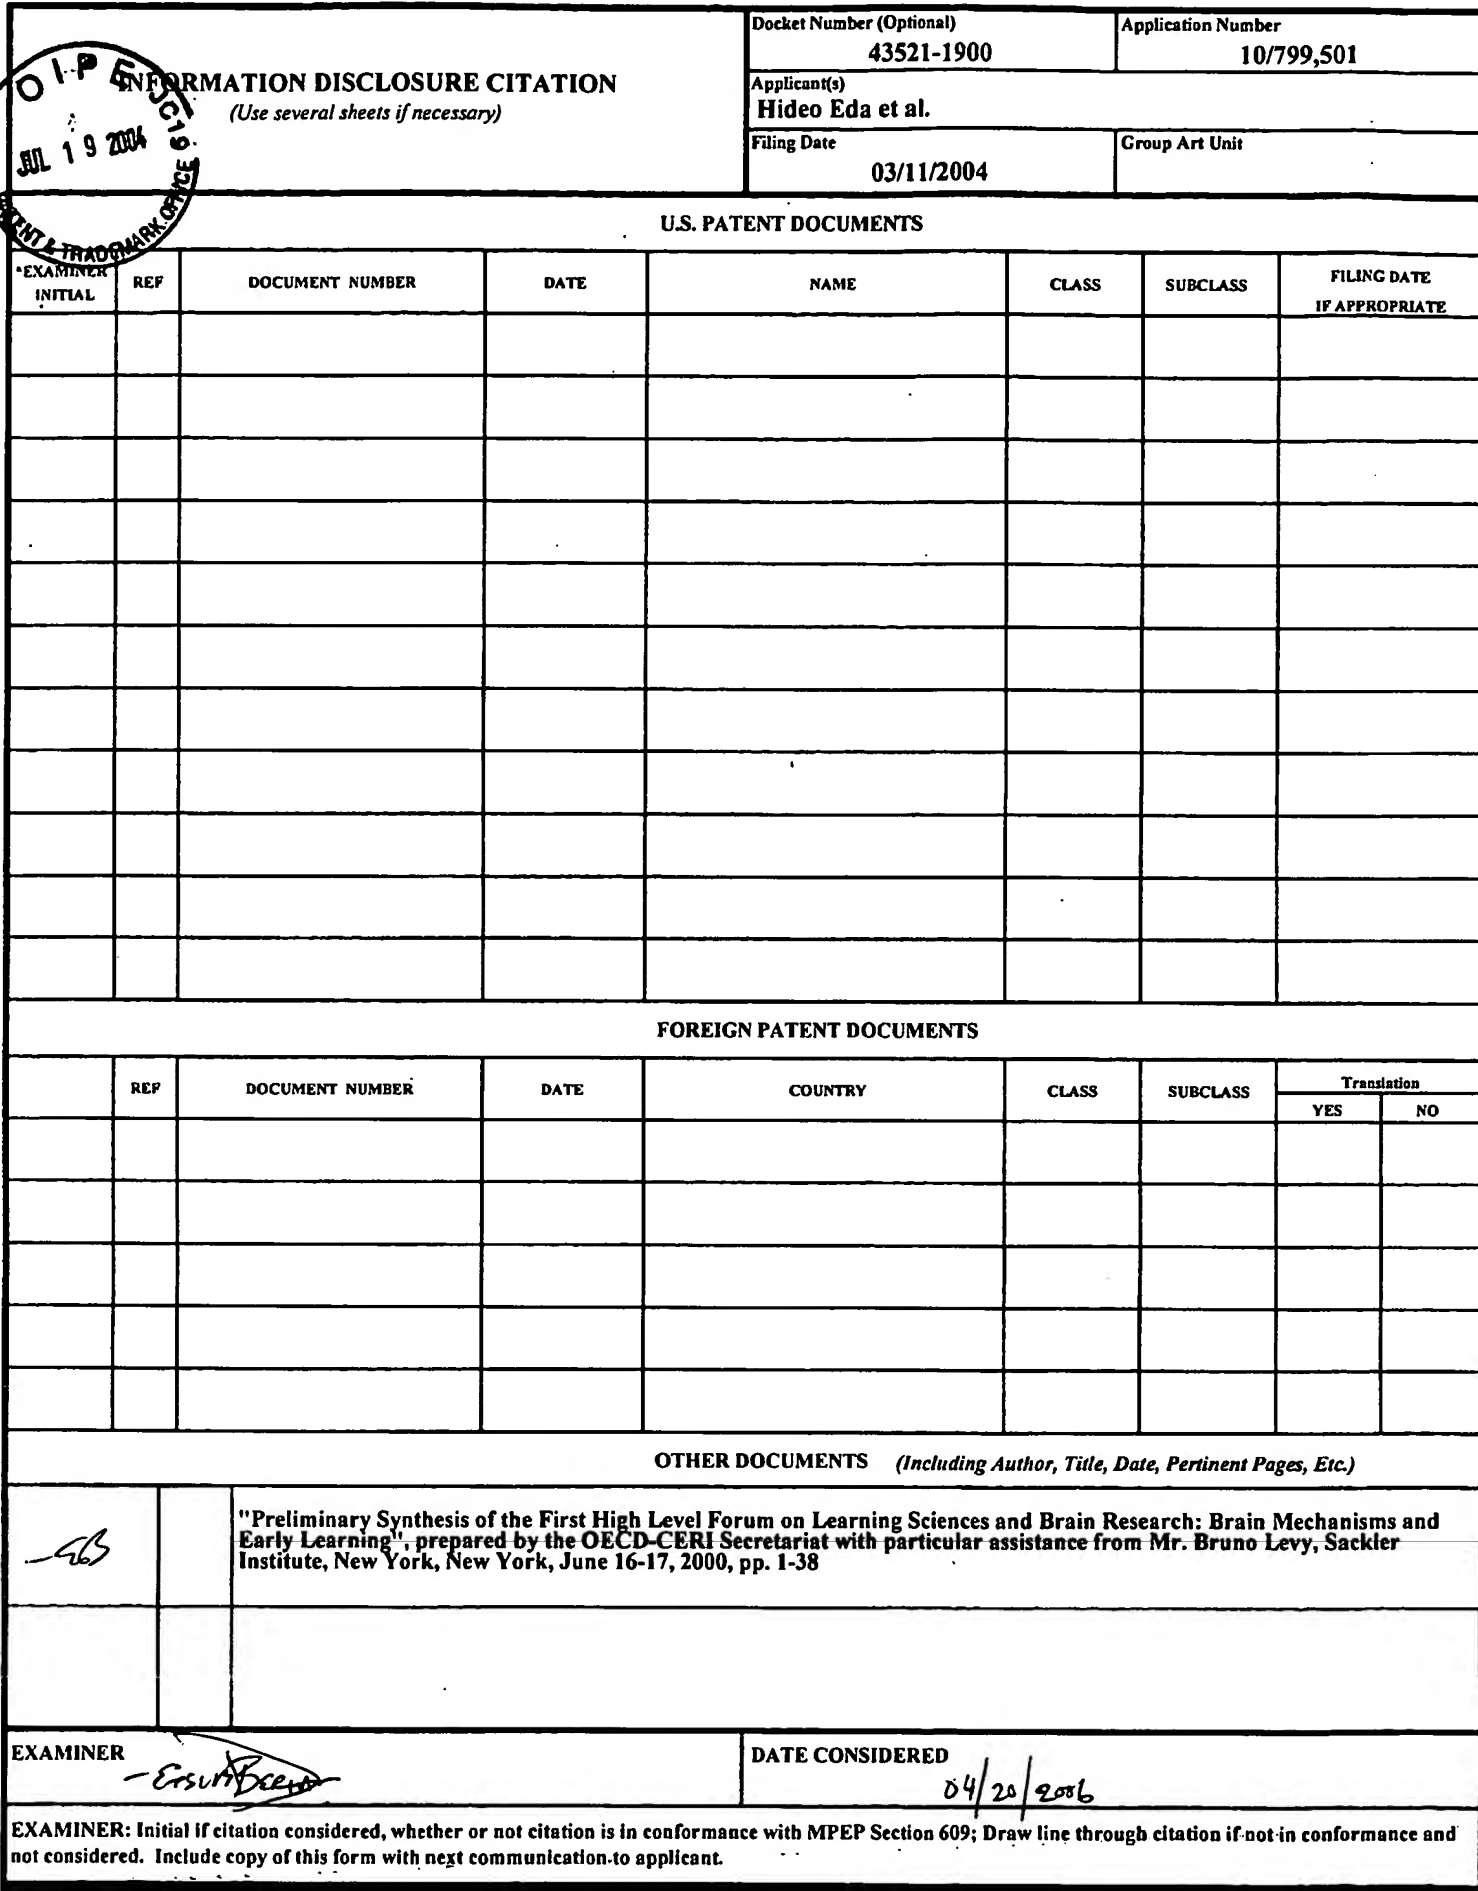 Docket Number (Optional)
43521-1900
Application Number
10/799,501
OIPE JC19
JUL 19 2004
PATENT & TRADEMARK OFFICE
INFORMATION DISCLOSURE CITATION
(Use several sheets if necessary)
Applicant(s)
Hideo Eda et al.
Filing Date
03/11/2004
Group Art Unit
U.S. PATENT DOCUMENTS
*EXAMINER
INITIAL
REF
DOCUMENT NUMBER
DATE
NAME
CLASS
SUBCLASS
FILING DATE
IF APPROPRIATE
FOREIGN PATENT DOCUMENTS
REF
DOCUMENT NUMBER
DATE
COUNTRY
CLASS
SUBCLASS
Translation
YES
NO
OTHER DOCUMENTS (Including Author, Title, Date, Pertinent Pages, Etc.)
"Preliminary Synthesis of the First High Level Forum on Learning Sciences and Brain Research: Brain Mechanisms and
Early Learning", prepared by the OECD-CERI Secretariat with particular assistance from Mr. Bruno Levy, Sackler
Institute, New York, New York, June 16-17, 2000, pp. 1-38
EXAMINER
DATE CONSIDERED
04/20/2006
EXAMINER: Initial if citation considered, whether or not citation is in conformance with MPEP Section 609; Draw line through citation if not in conformance and
not considered. Include copy of this form with next communication to applicant.